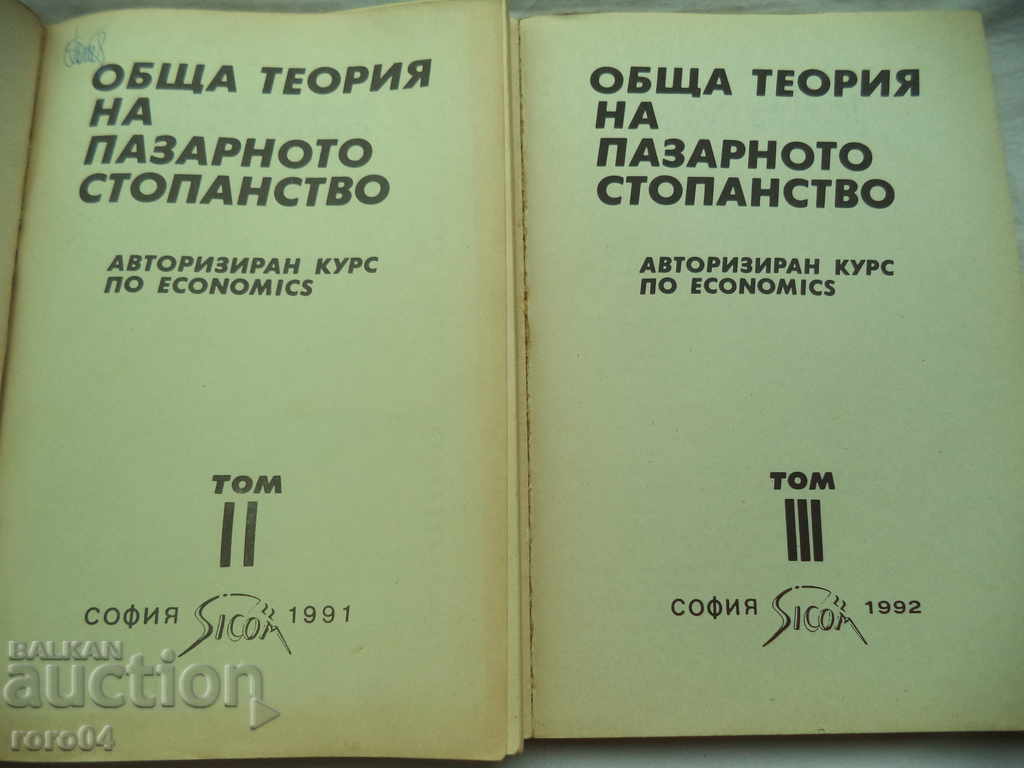 ОБЩА ТЕОРИЯ
НА
ПАЗАРНОТО
СТОПАНСТВО
АВТОРИЗИРАН КУРС
ПО ECONOMICS
ТОМ
II
СОФИЯ SICOM 1991
ОБЩА ТЕОРИЯ
НА
ПАЗАРНОТО
СТОПАНСТВО
АВТОРИЗИРАН КУРС
ПО ECONOMICS
ТОМ
III
СОФИЯ SICOM 1992
BALKAN
auction
roro04